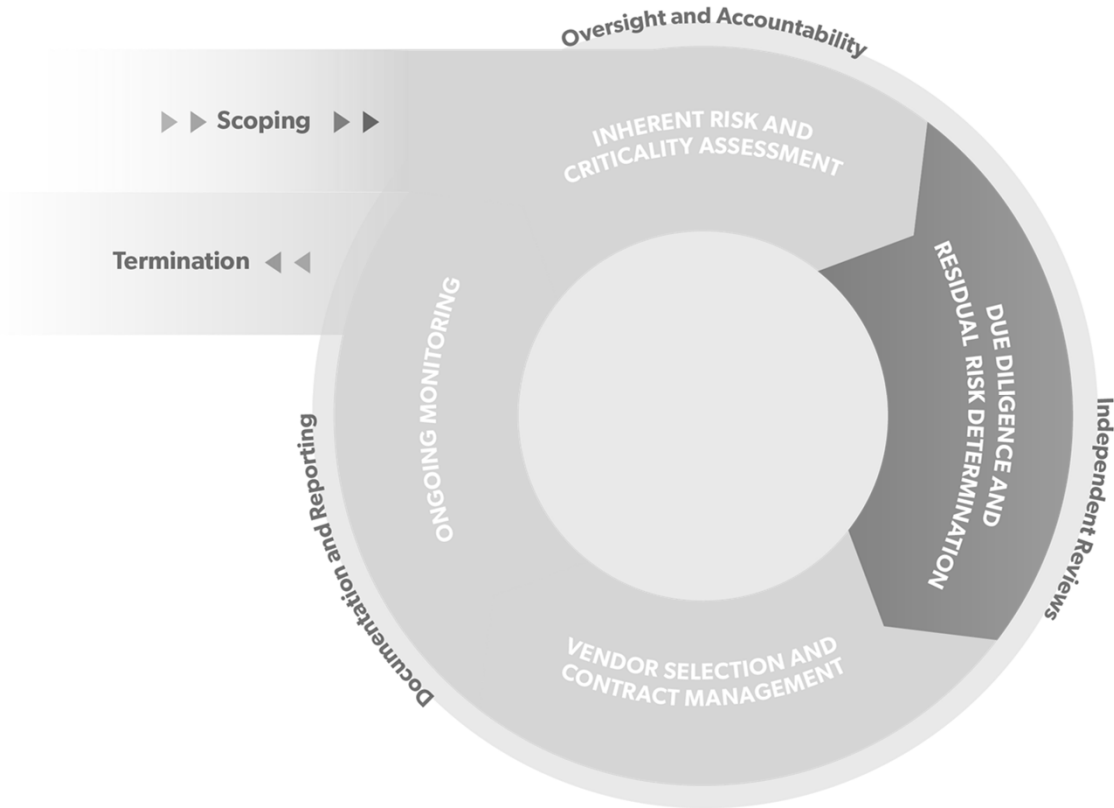 Oversight and Accountability
Scoping
INHERENT RISK AND
CRITICALITY ASSESSMENT
Termination
DUE DILIGENCE AND
RESIDUAL RISK DETERMINATION
Independent Reviews
ONGOING MONITORING
Documentation and Reporting
VENDOR SELECTION AND
CONTRACT MANAGEMENT